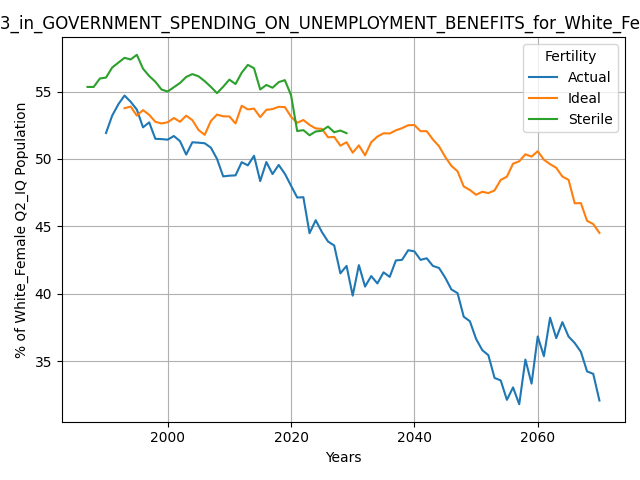 3_in_GOVERNMENT_SPENDING_ON_UNEMPLOYMENT_BENEFITS_for_White_Fe
Fertility
Actual
Ideal
Sterile
% of White_Female Q2_IQ Population
55
50
45
40
35
2000
2020
2040
2060
Years